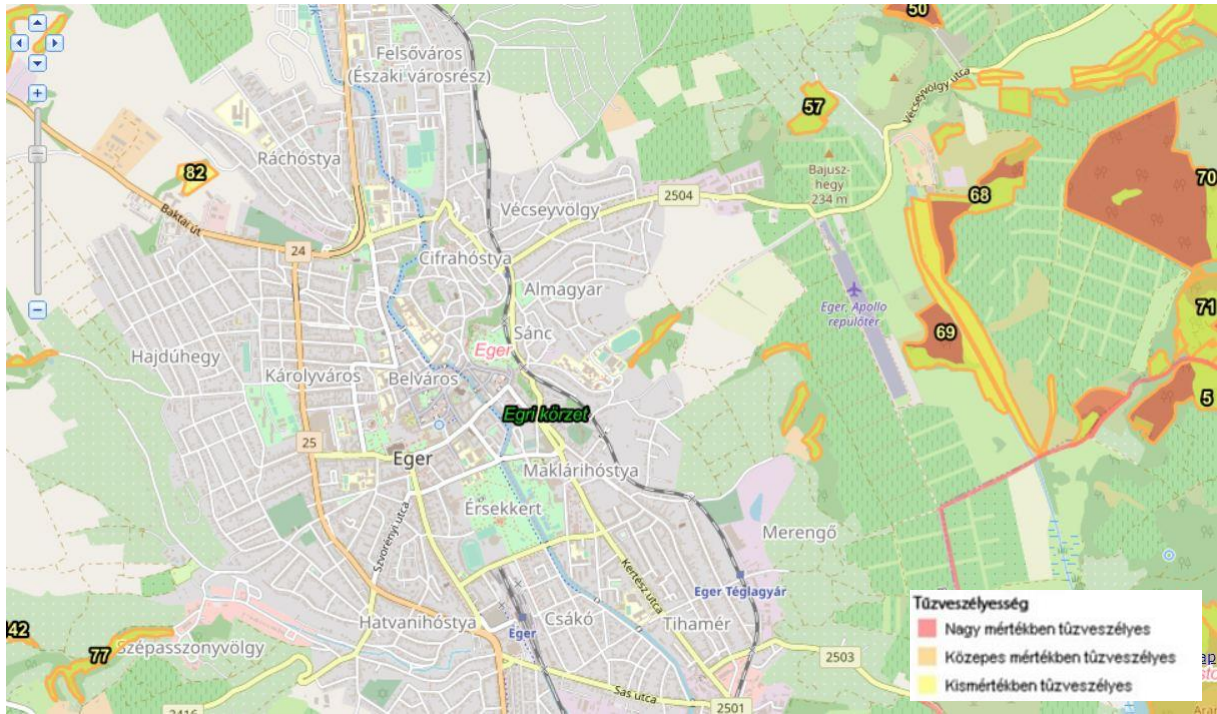 50
Felsőváros
(Északi városrész)
Vécseyvölgy utca
57
Ráchóstya
82
Bajusz-
hegy
234 m
70
2504
68
Baktai út
Vécseyvölgy
24
Cifrahóstya
Almagyar
Eger, Apollo
repülőtér
71
Sánc
69
Hajdúhegy
Eger
Károlyváros
Belváros
5
Egri körzet
25
Eger
Maklárihóstya
Érsekkert
Szvorényi utca
Merengő
Kertész utca
Eger Téglagyár
Tűzveszélyesség
Nagy mértékben tűzveszélyes
Közepes mértékben tűzveszélyes
Kismértékben tűzveszélyes
Hatvanihóstya
Eger
Csákó
Tihamér
42
77
Szépasszonyvölgy
2503
Sas utca
2416
2501